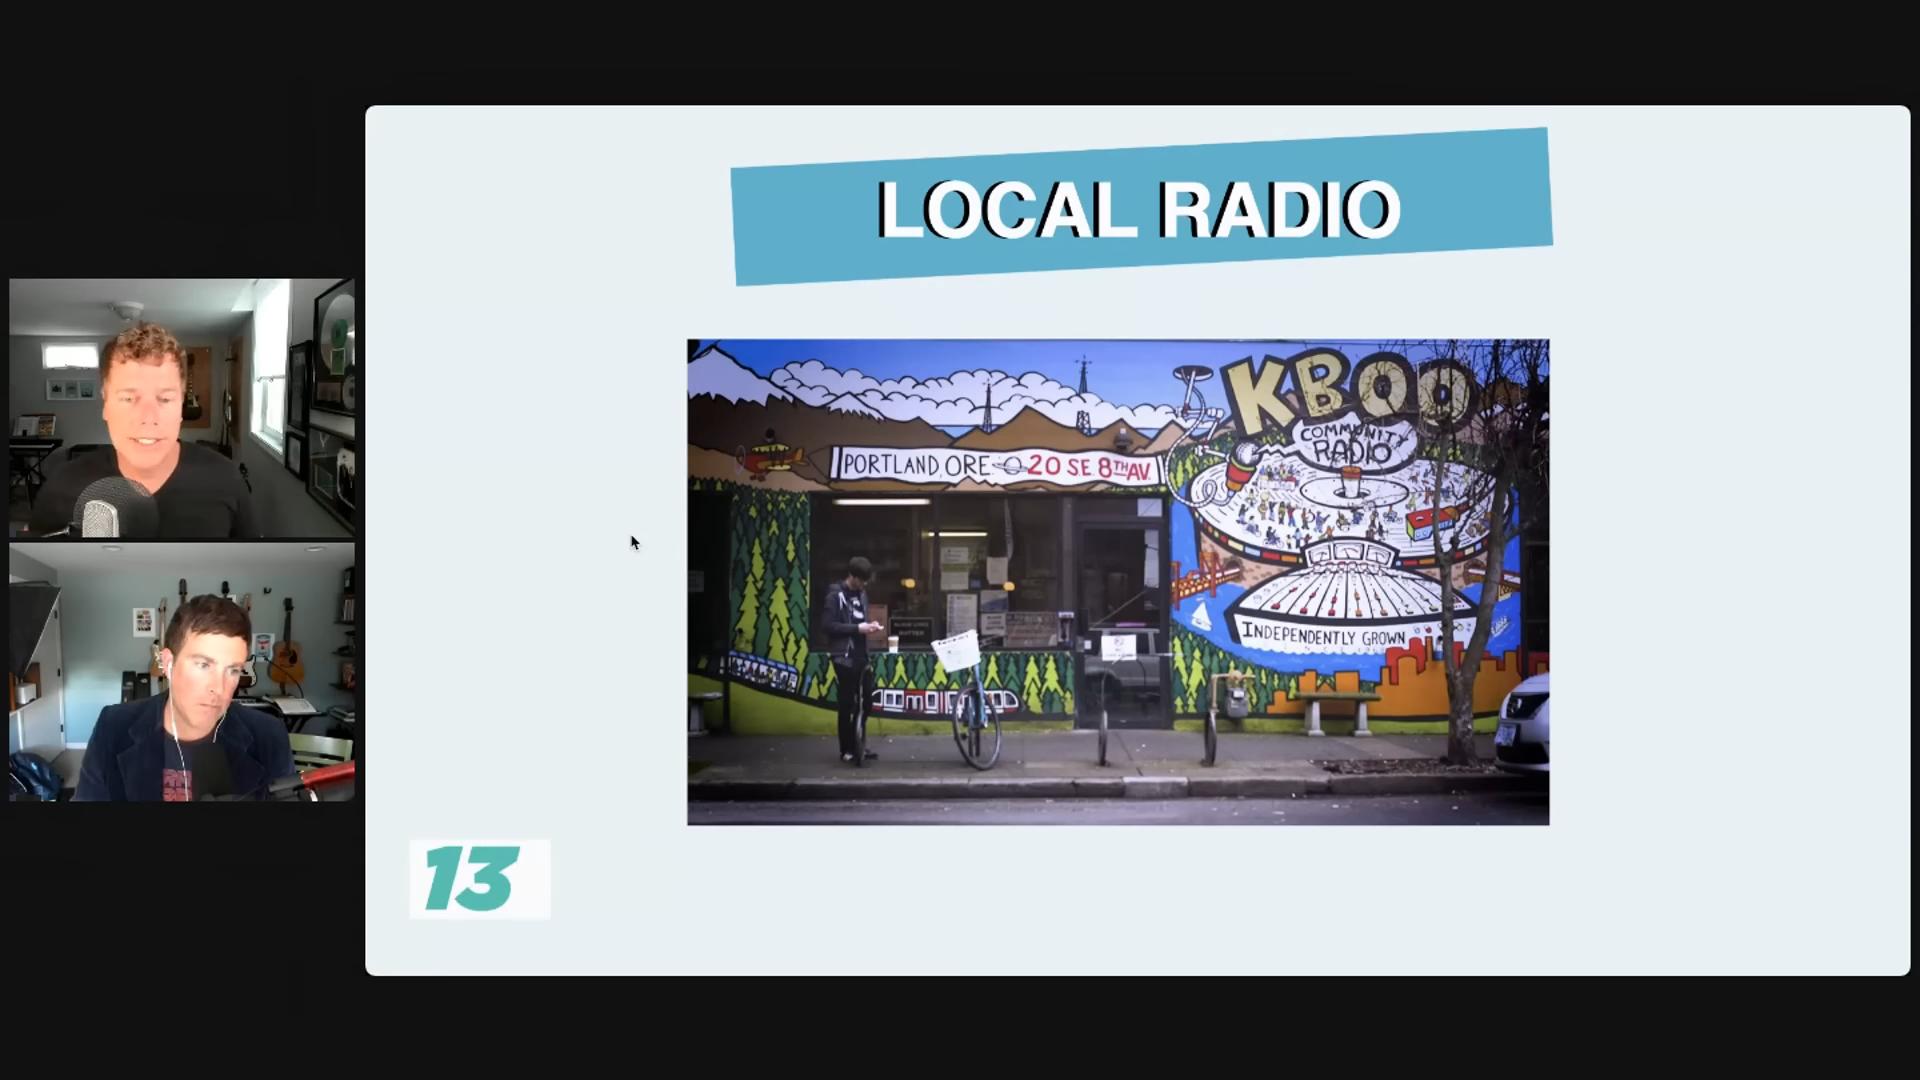 LOCAL RADIO
KBOO
COMMUNITY
RADIO
PORTLAND, ORE 20 SE 8TH AV.
INDEPENDENTLY GROWN
13